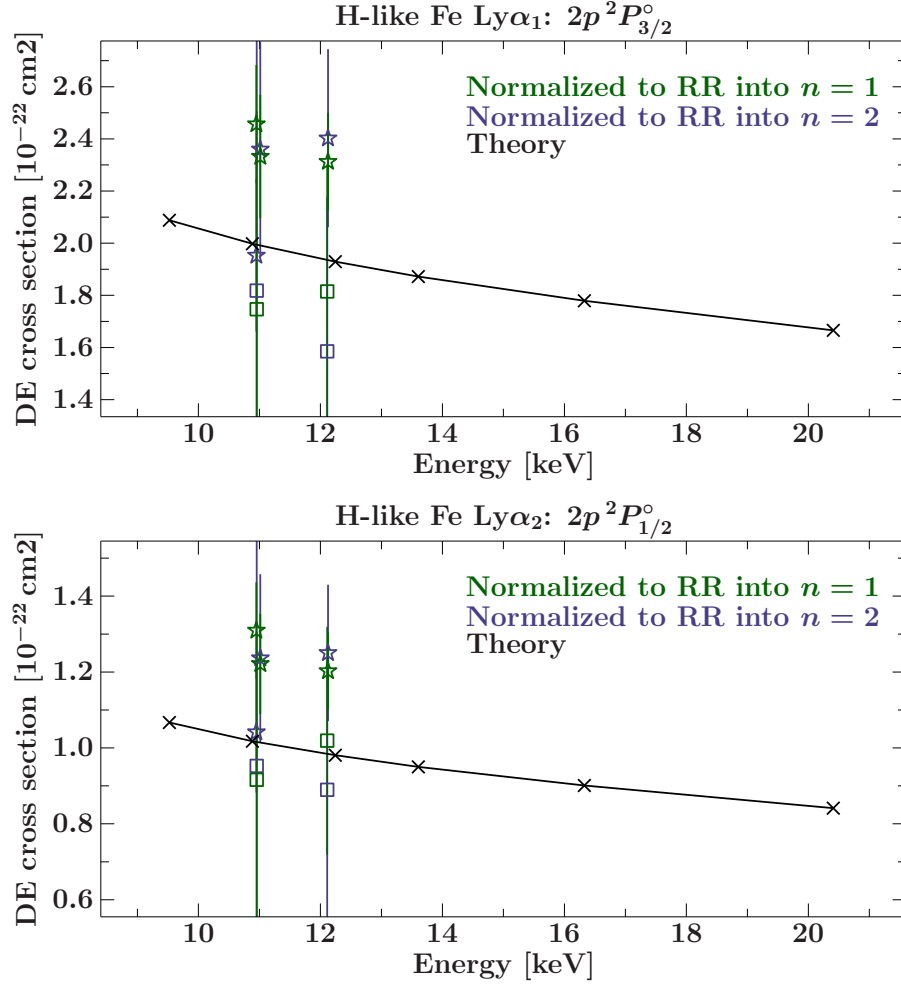 H-like Fe Lyα₁: 2p ²P°₃/₂
DE cross section [10⁻²² cm2]
2.6
2.4
2.2
2.0
1.8
1.6
1.4
Normalized to RR into n = 1
Normalized to RR into n = 2
Theory
10 12 14 16 18 20
Energy [keV]
H-like Fe Lyα₂: 2p ²P°₁/₂
DE cross section [10⁻²² cm2]
1.4
1.2
1.0
0.8
0.6
Normalized to RR into n = 1
Normalized to RR into n = 2
Theory
10 12 14 16 18 20
Energy [keV]